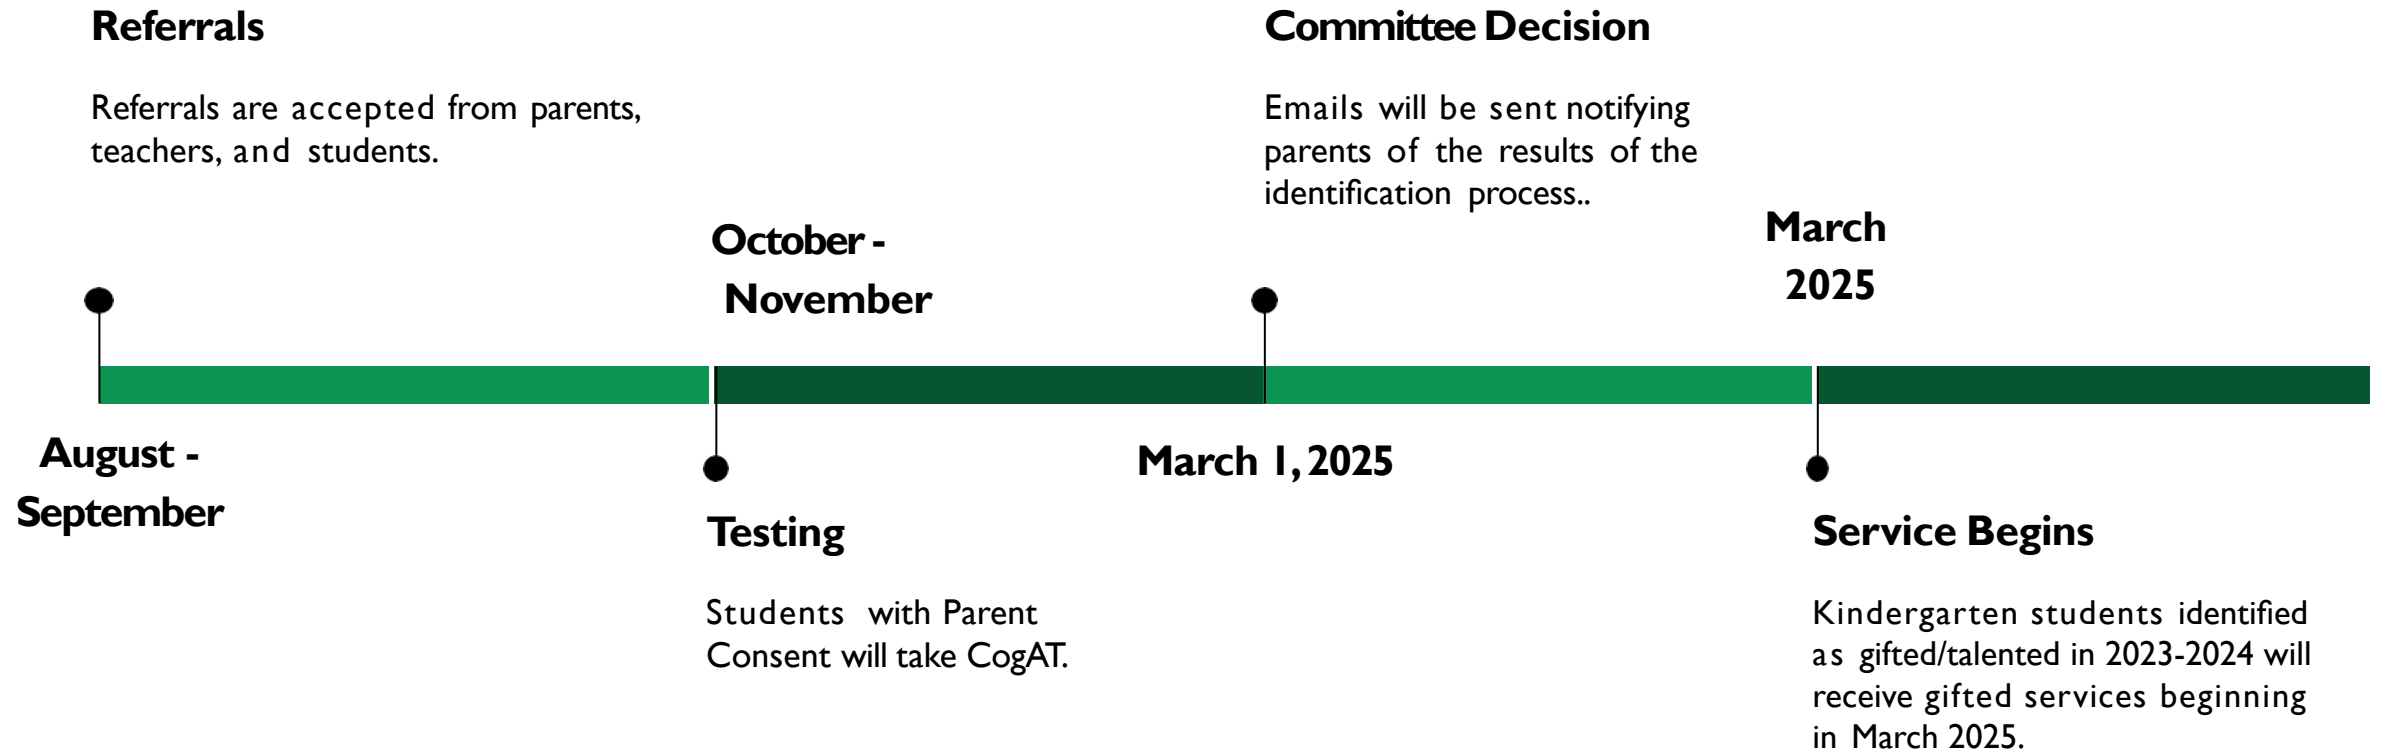 Referrals
Referrals are accepted from parents,
teachers, and students.
August -
September
October -
November
Testing
Students with Parent
Consent will take CogAT.
Committee Decision
Emails will be sent notifying
parents of the results of the
identification process..
March 1, 2025
March
2025
Service Begins
Kindergarten students identified
as gifted/talented in 2023-2024 will
receive gifted services beginning
in March 2025.